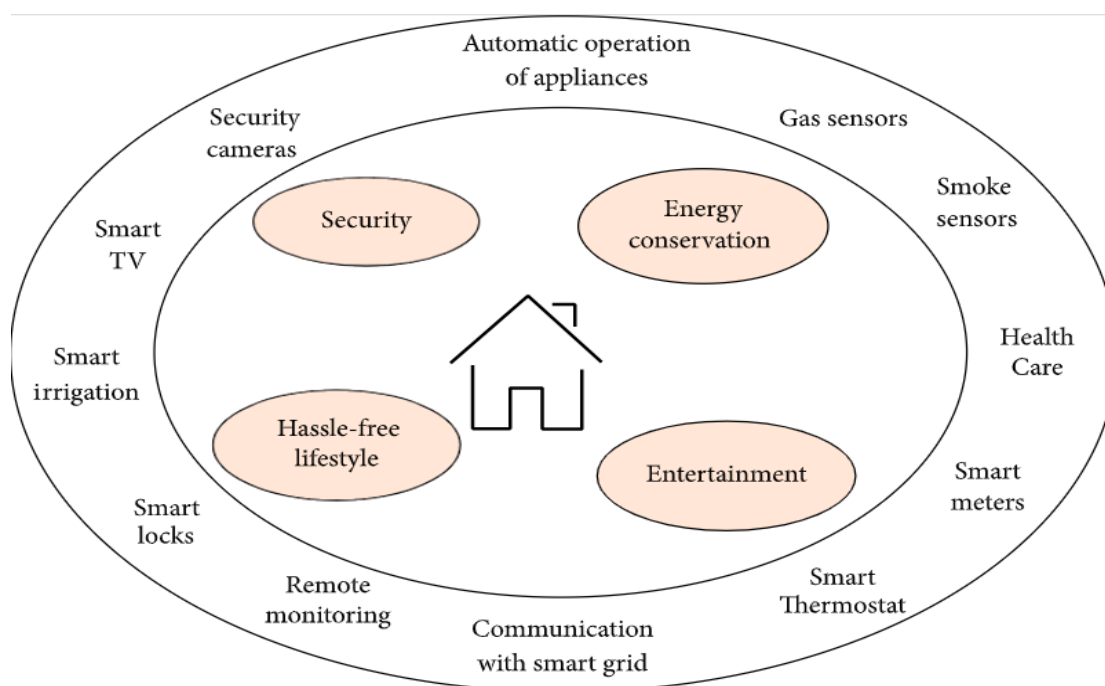 Automatic operation
of appliances
Security
cameras
Gas sensors
Smoke
sensors
Smart
TV
Security
Energy
conservation
Health
Care
Smart
irrigation
Hassle-free
lifestyle
Entertainment
Smart
meters
Smart
locks
Remote
monitoring
Smart
Thermostat
Communication
with smart grid